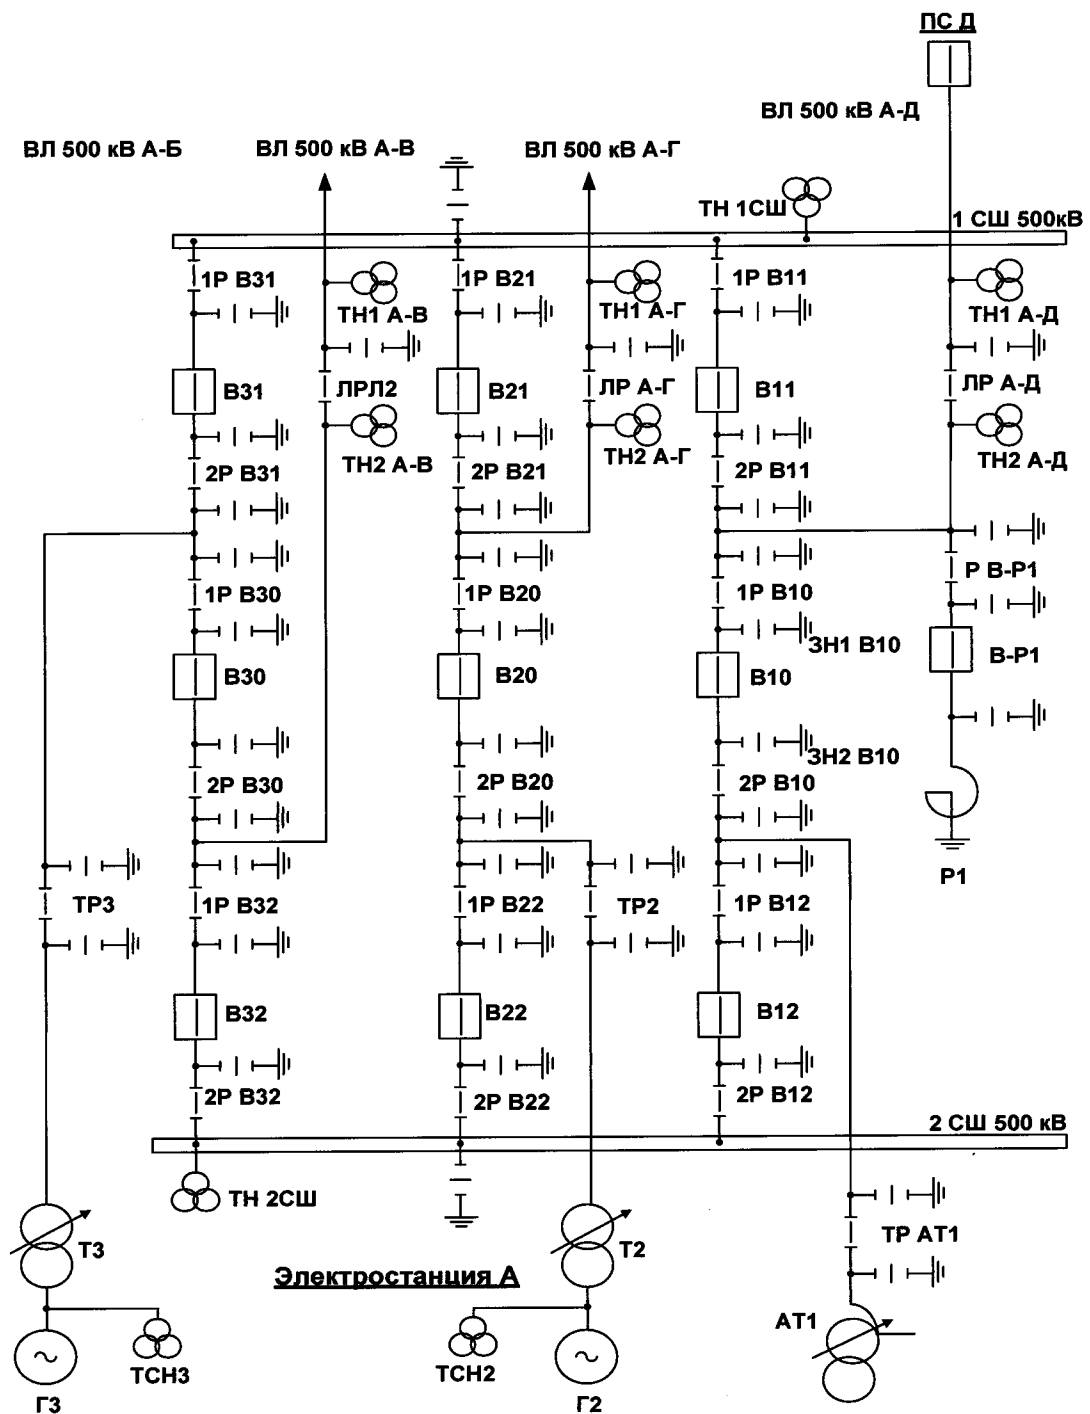 ПС Д
ВЛ 500 кВ А-Д
ВЛ 500 кВ А-Б
ВЛ 500 кВ А-В
ВЛ 500 кВ А-Г
ТН 1СШ
1 СШ 500кВ
1Р В31
1Р В21
1Р В11
ТН1 А-В
ТН1 А-Г
ТН1 А-Д
В31
ЛРЛ2
В21
ЛР А-Г
В11
ЛР А-Д
2Р В31
ТН2 А-В
2Р В21
ТН2 А-Г
2Р В11
ТН2 А-Д
1Р В30
1Р В20
1Р В10
Р В-Р1
ЗН1 В10
В30
В20
В10
В-Р1
2Р В30
2Р В20
ЗН2 В10
2Р В10
Р1
ТР3
1Р В32
1Р В22
ТР2
1Р В12
В32
В22
В12
2Р В32
2Р В22
2Р В12
2 СШ 500 кВ
ТН 2СШ
Т3
Т2
ТР АТ1
Электростанция А
АТ1
ТСН3
ТСН2
~
~
Г3
Г2